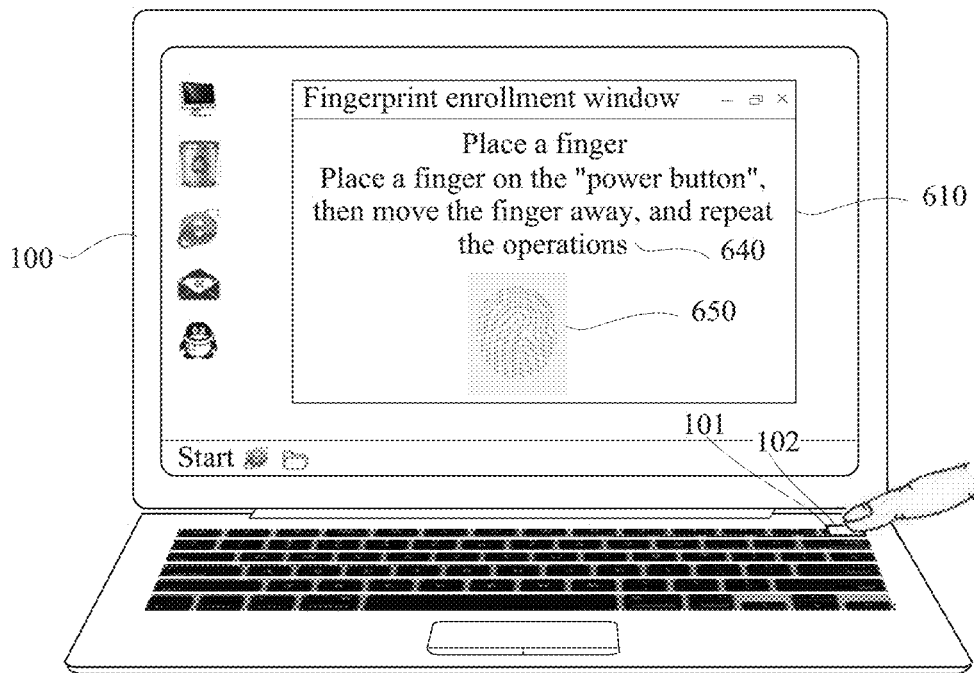 Fingerprint enrollment window
Place a finger
Place a finger on the "power button",
then move the finger away, and repeat
the operations
610
640
100
650
101
102
Start